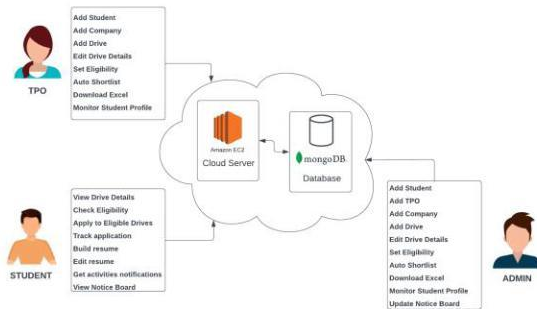 Add Student
Add Company
Add Drive
Edit Drive Details
Set Eligibility
Auto Shortlist
Download Excel
Monitor Student Profile
TPO
Amazon EC2
Cloud Server
mongoDB
Database
View Drive Details
Check Eligibility
Apply to Eligible Drives
Track application
Build resume
Edit resume
Get activities notifications
View Notice Board
STUDENT
Add Student
Add TPO
Add Company
Add Drive
Edit Drive Details
Set Eligibility
Auto Shortlist
Download Excel
Monitor Student Profile
Update Notice Board
ADMIN